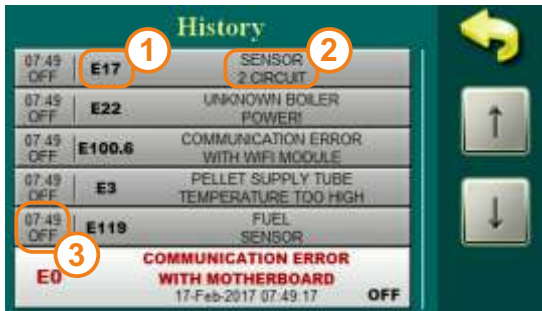 History
1
2
07:49 OFF E17 SENSOR
2 CIRCUIT
07:49 OFF E22 UNKNOWN BOILER
POWER!
07:49 OFF E100.6 COMMUNICATION ERROR
WITH WIFI MODULE
07:49 OFF E3 PELLET SUPPLY TUBE
TEMPERATURE TOO HIGH
07:49 OFF E119 FUEL
SENSOR
3
E0 COMMUNICATION ERROR
WITH MOTHERBOARD
17-Feb-2017 07:49:17 OFF